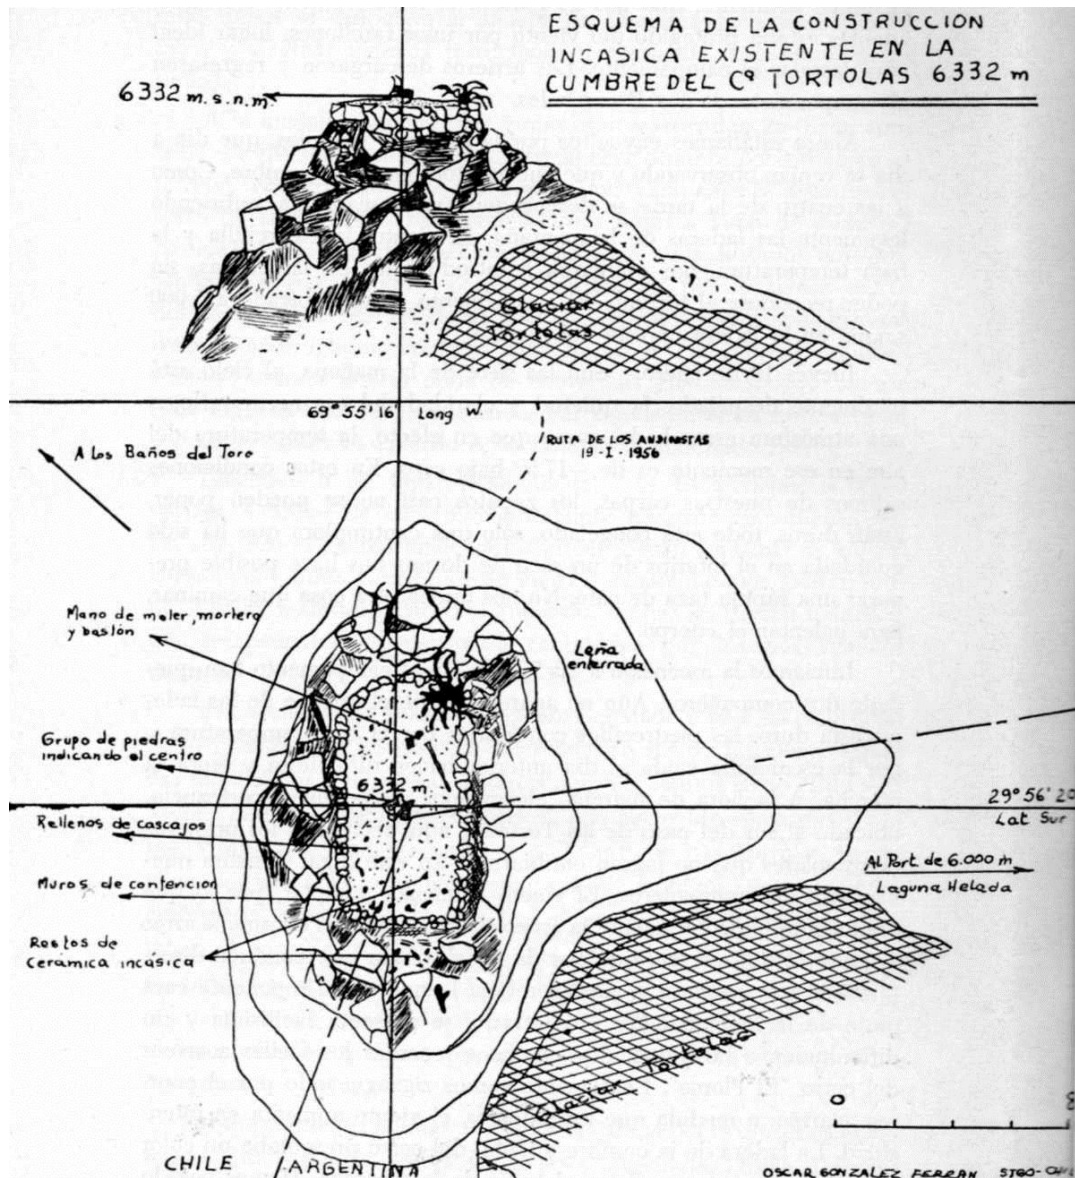 ESQUEMA DE LA CONSTRUCCION
INCASICA EXISTENTE EN LA
CUMBRE DEL Cº TORTOLAS 6332 m
6332 m.s.n.m.
Glaciar
Tortolas
69° 55' 16 Long W.
A los Baños del Toro
RUTA DE LOS ANDINISTAS
19-I-1956
Mano de moler, mortero
y bastón
Leña
enterrada
Grupo de piedras
indicando el centro
6332 m
29° 56' 20
Lat Sur
Rellenos de cascajos
Al Port. de 6.000 m
Laguna Helada
Muros de contención
Restos de
Cerámica incásica
Glaciar Tortolas
0
CHILE / ARGENTINA
OSCAR GONZALEZ FERRAN STGO-